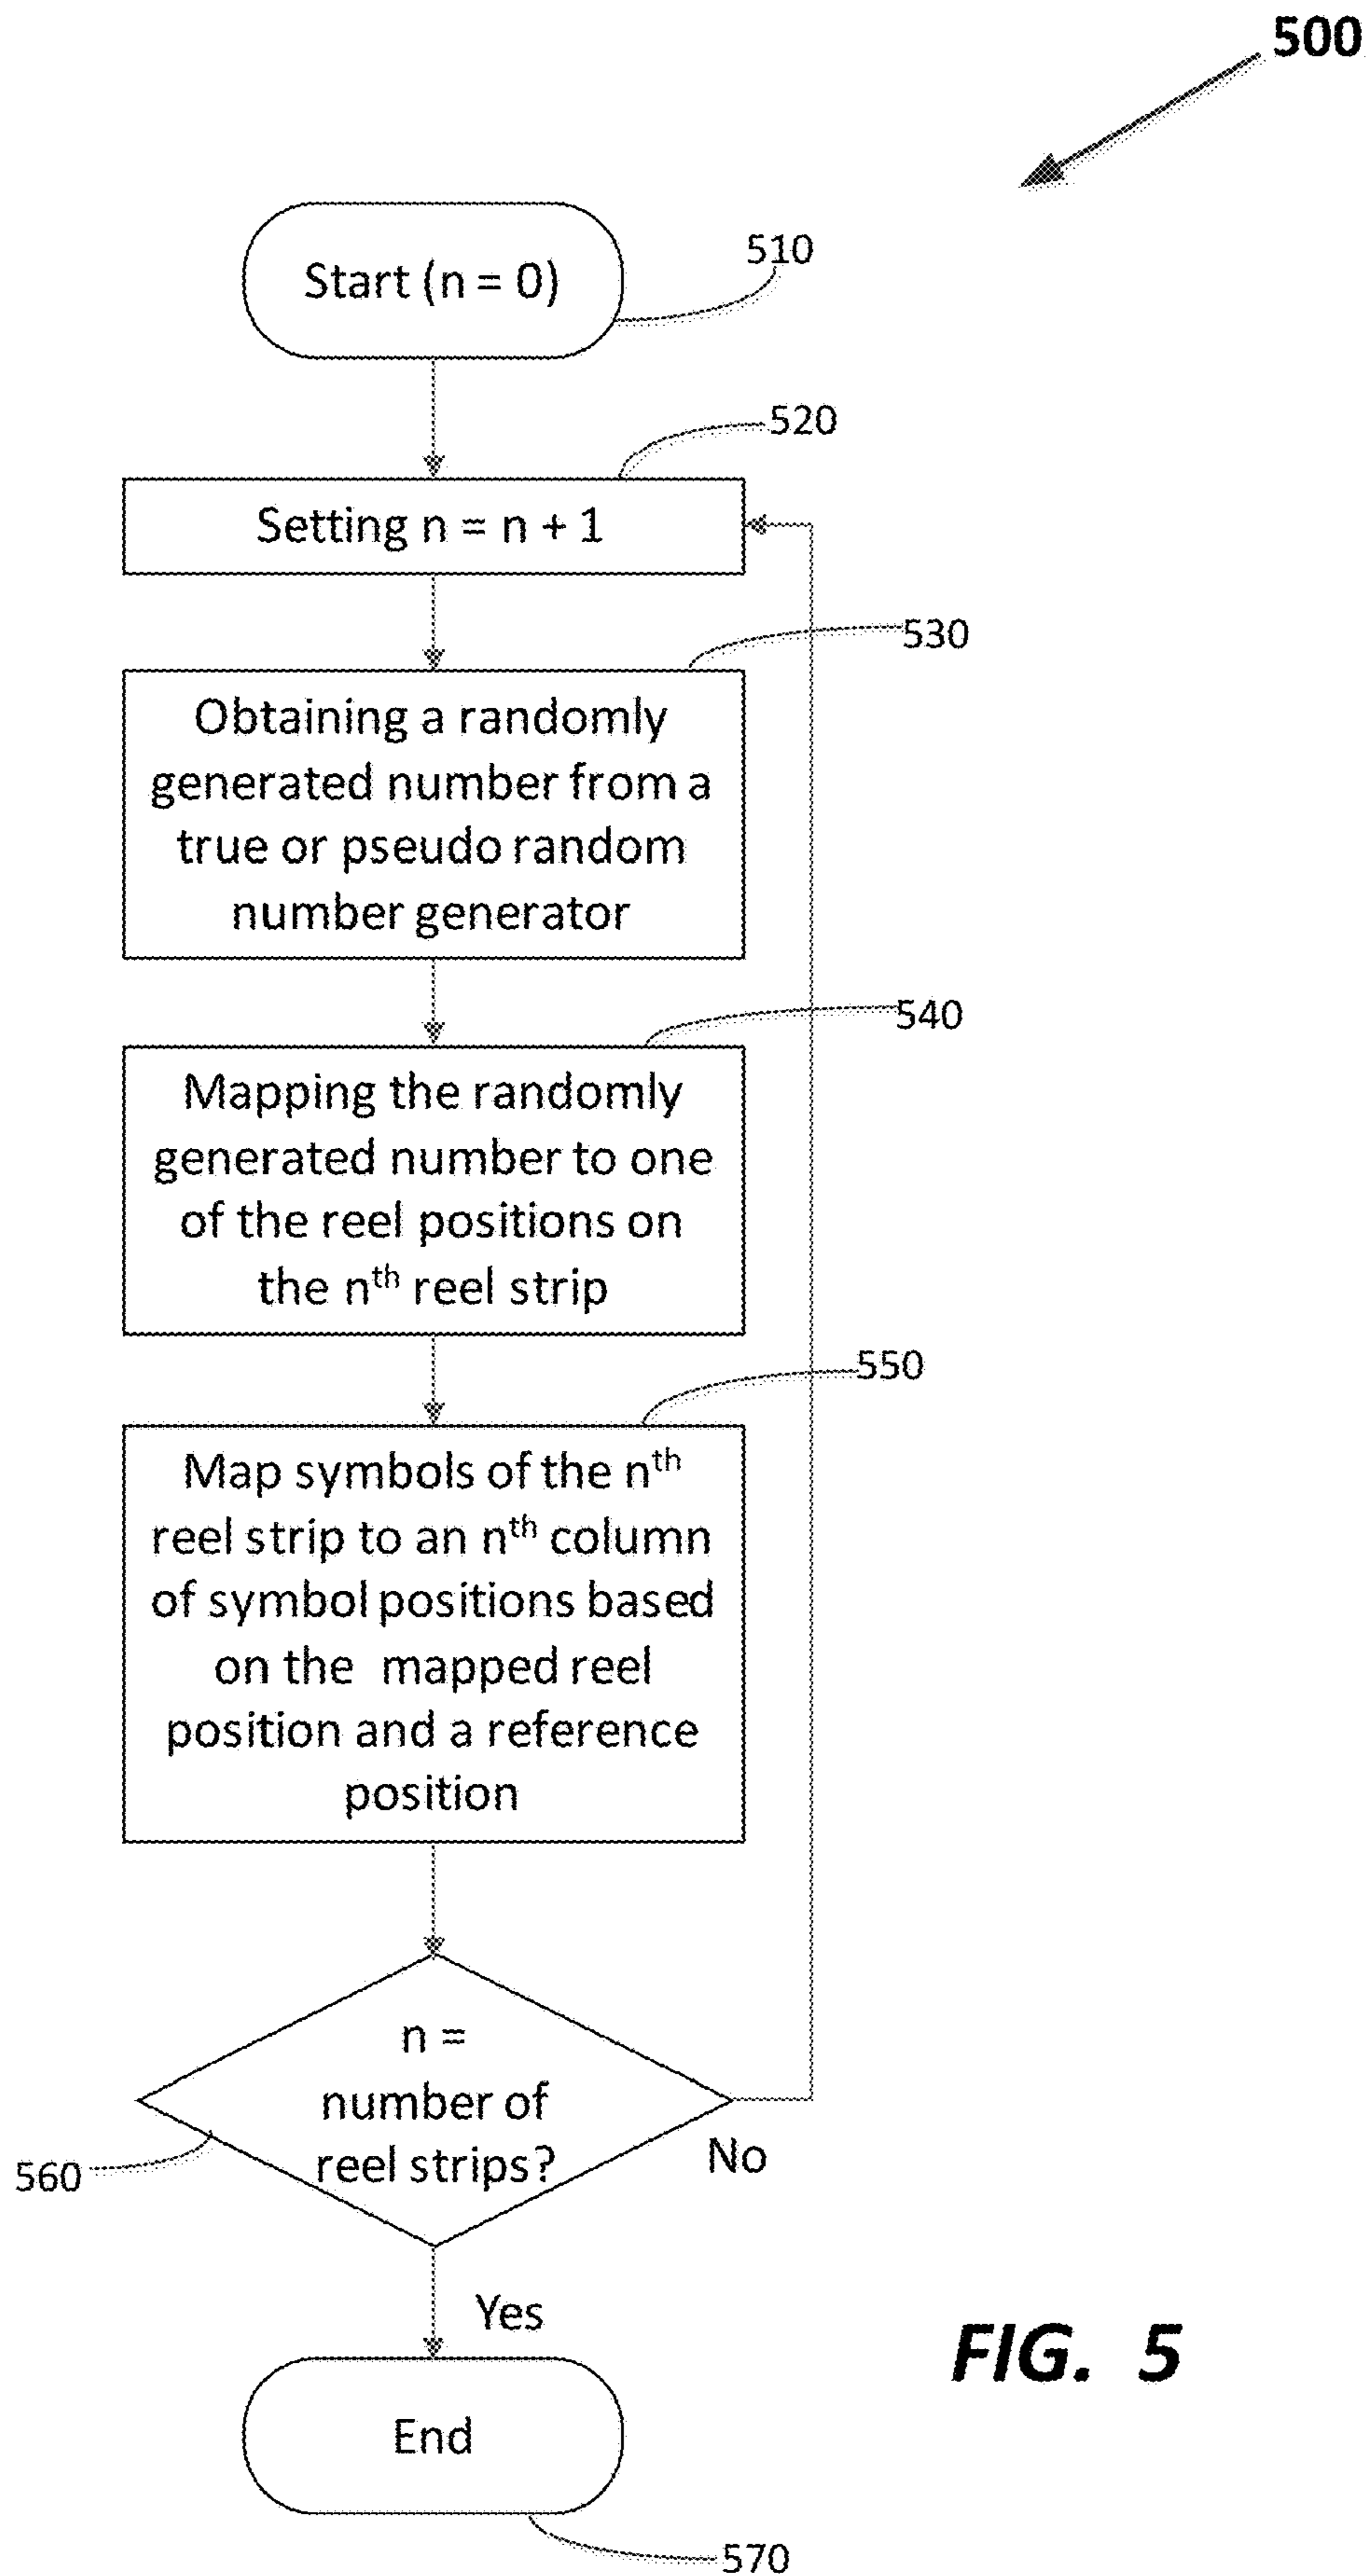 500
Start (n = 0)
510
520
Setting n = n + 1
530
Obtaining a randomly
generated number from a
true or pseudo random
number generator
540
Mapping the randomly
generated number to one
of the reel positions on
the nth reel strip
550
Map symbols of the nth
reel strip to an nth column
of symbol positions based
on the mapped reel
position and a reference
position
n =
number of
reel strips?
No
560
Yes
FIG. 5
End
570